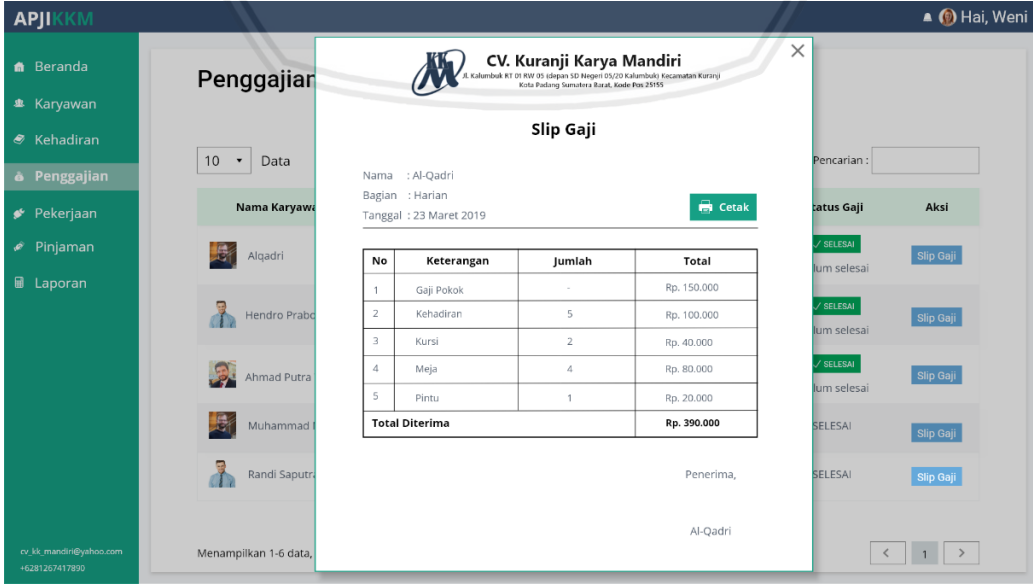 APJIKKM
Hai, Weni
Beranda
Karyawan
Kehadiran
Penggajian
Pekerjaan
Pinjaman
Laporan
cv_kk_mandiri@yahoo.com
+6281267417890
Penggajian
10 Data
Pencarian :
Nama Karyawa
tatus Gaji
Aksi
Alqadri
SELESAI
lum selesai
Slip Gaji
Hendro Prabo
SELESAI
lum selesai
Slip Gaji
Ahmad Putra
SELESAI
lum selesai
Slip Gaji
Muhammad
SELESAI
Slip Gaji
Randi Saputra
SELESAI
Slip Gaji
Menampilkan 1-6 data,
< 1 >
×
KM
CV. Kuranji Karya Mandiri
Jl. Kalumbuk RT 01 RW 05 (depan SD Negeri 05/20 Kalumbuk) Kecamatan Kuranji
Kota Padang Sumatera Barat, Kode Pos 25155
Slip Gaji
Nama : Al-Qadri
Bagian : Harian
Tanggal : 23 Maret 2019
Cetak
No Keterangan Jumlah Total
1 Gaji Pokok - Rp. 150.000
2 Kehadiran 5 Rp. 100.000
3 Kursi 2 Rp. 40.000
4 Meja 4 Rp. 80.000
5 Pintu 1 Rp. 20.000
Total Diterima Rp. 390.000
Penerima,
Al-Qadri